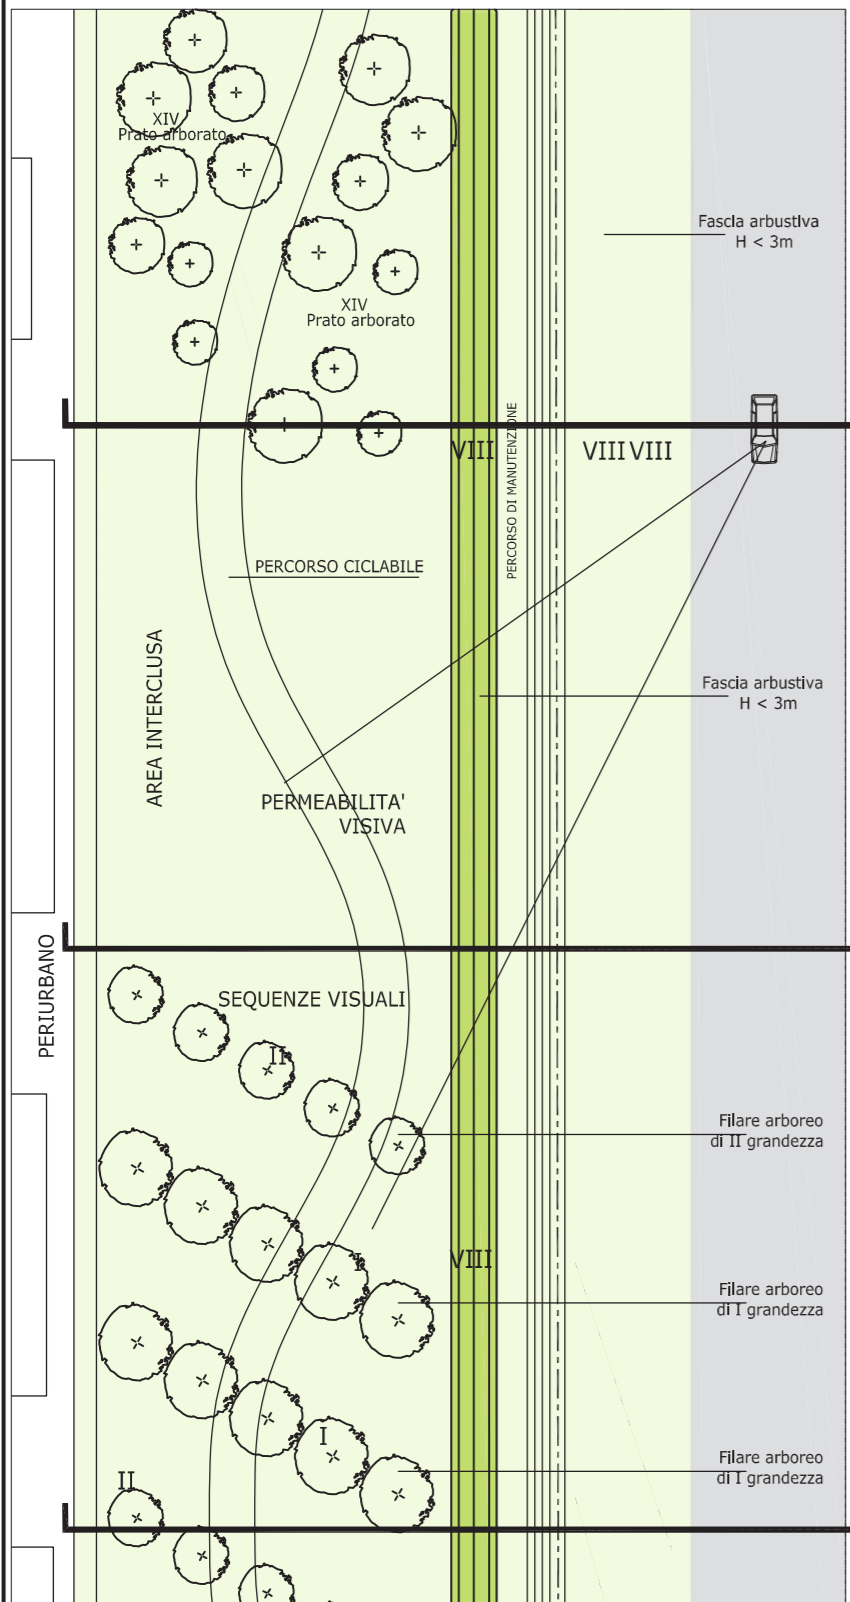 XIV
Prato arborato
Fascia arbustiva
H < 3m
XIV
Prato arborato
VIII
PERCORSO DI MANUTENZIONE
VIII VIII
PERCORSO CICLABILE
AREA INTERCLUSA
Fascia arbustiva
H < 3m
PERMEABILITA'
VISIVA
PERIURBANO
SEQUENZE VISUALI
II
Filare arboreo
di II grandezza
I
VIII
Filare arboreo
di I grandezza
I
Filare arboreo
di I grandezza
II